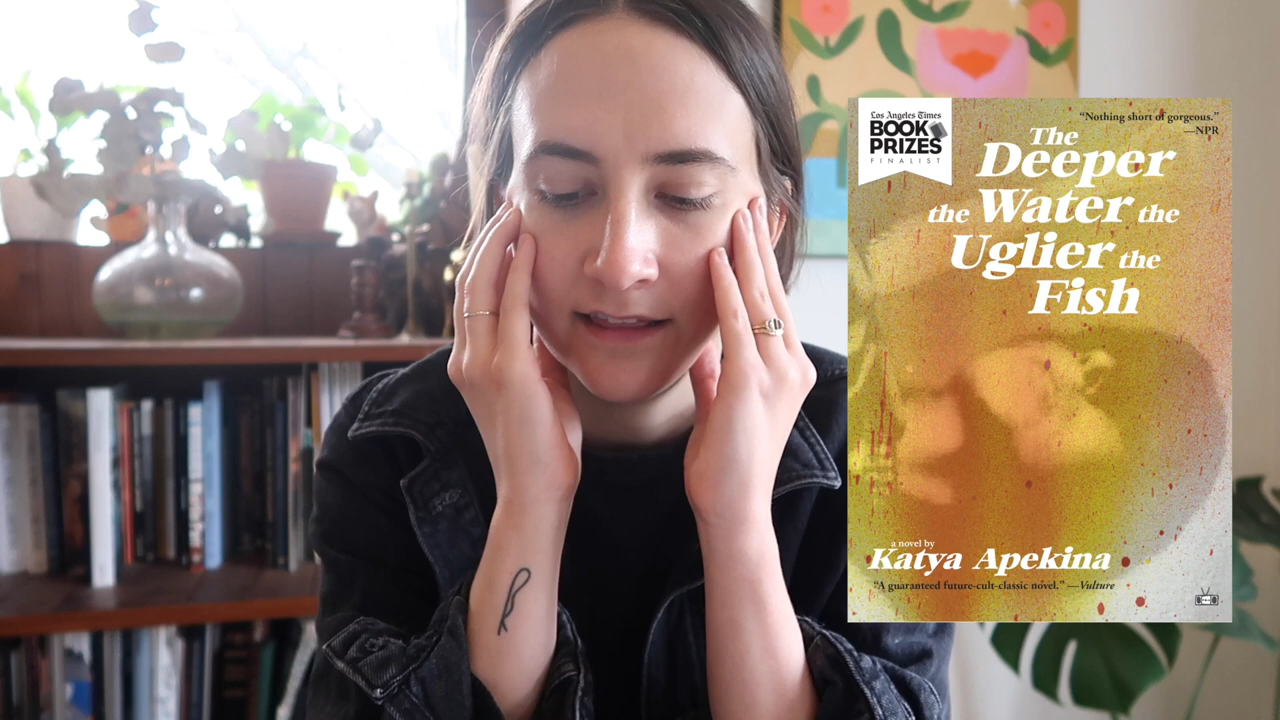 Los Angeles Times
BOOK
PRIZES
FINALIST
“Nothing short of gorgeous.”
—NPR
The
Deeper
the Water the
Uglier the
Fish
a novel by
Katya Apekina
“A guaranteed future-cult-classic novel.” —Vulture